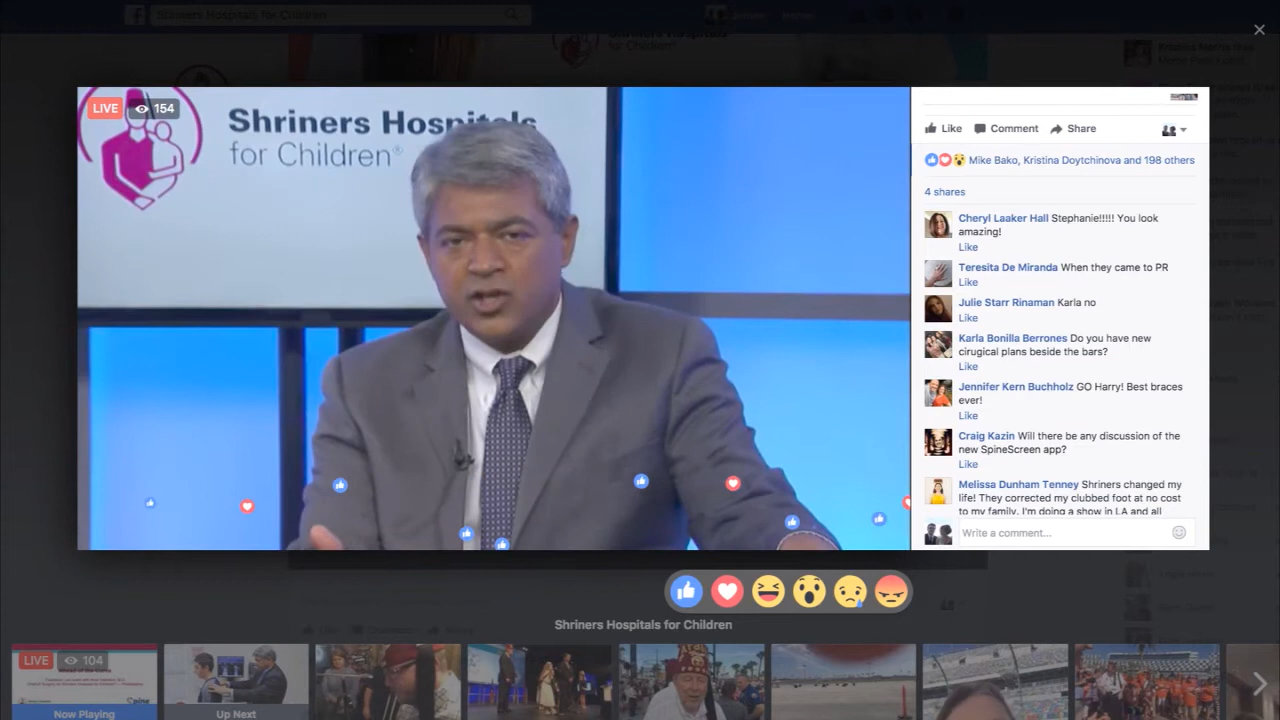 Shriners Hospitals for Children
Home
LIVE
154
Shriners Hospitals
for Children®
Like Comment Share
Mike Bako, Kristina Doytchinova and 198 others
4 shares
Cheryl Laaker Hall Stephanie!!!!! You look
amazing!
Like
Teresita De Miranda When they came to PR
Like
Julie Starr Rinaman Karla no
Like
Karla Bonilla Berrones Do you have new
cirugical plans beside the bars?
Like
Jennifer Kern Buchholz GO Harry! Best braces
ever!
Like
Craig Kazin Will there be any discussion of the
new SpineScreen app?
Like
Melissa Dunham Tenney Shriners changed my
life! They corrected my clubbed foot at no cost
to my family. I'm doing a show in LA and all
Write a comment...
Shriners Hospitals for Children
LIVE
104
Now Playing
Up Next